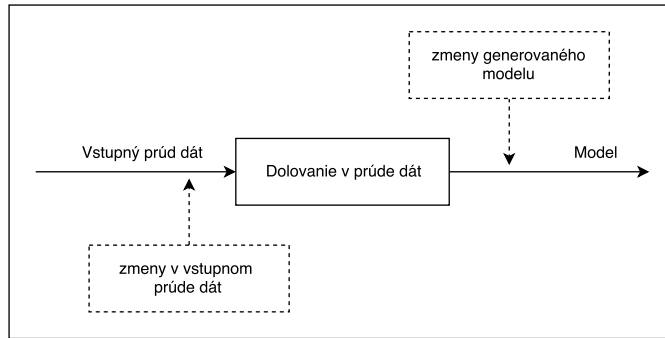 zmeny generovaného
modelu
Vstupný prúd dát
Dolovanie v prúde dát
Model
zmeny v vstupnom
prúde dát